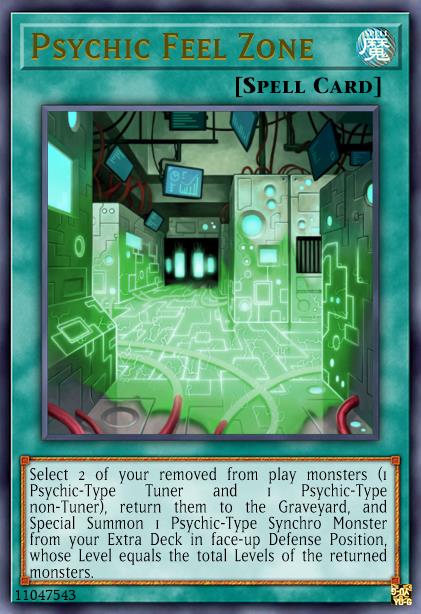 Psychic Feel Zone
魔
[Spell Card]
Select 2 of your removed from play monsters (1
Psychic-Type Tuner and 1 Psychic-Type
non-Tuner), return them to the Graveyard, and
Special Summon 1 Psychic-Type Synchro Monster
from your Extra Deck in face-up Defense Position,
whose Level equals the total Levels of the returned
monsters.
11047543